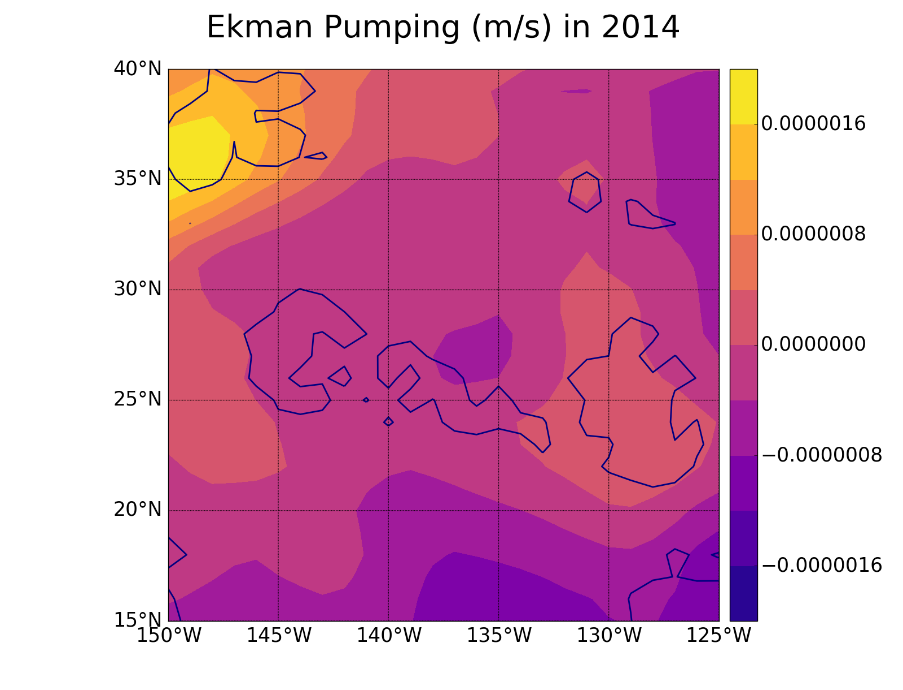 Ekman Pumping (m/s) in 2014
40°N
35°N
30°N
25°N
20°N
15°N
150°W 145°W 140°W 135°W 130°W 125°W
0.0000016
0.0000008
0.0000000
−0.0000008
−0.0000016